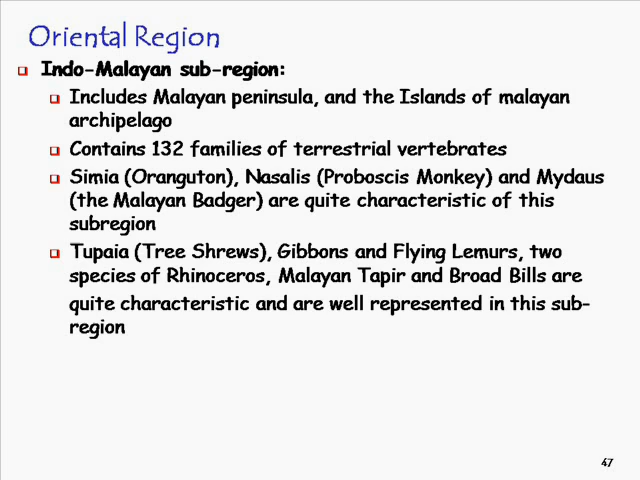 Oriental Region
Indo-Malayan sub-region:
Includes Malayan peninsula, and the Islands of malayan
archipelago
Contains 132 families of terrestrial vertebrates
Simia (Oranguton), Nasalis (Proboscis Monkey) and Mydaus
(the Malayan Badger) are quite characteristic of this
subregion
Tupaia (Tree Shrews), Gibbons and Flying Lemurs, two
species of Rhinoceros, Malayan Tapir and Broad Bills are
quite characteristic and are well represented in this sub-
region
47